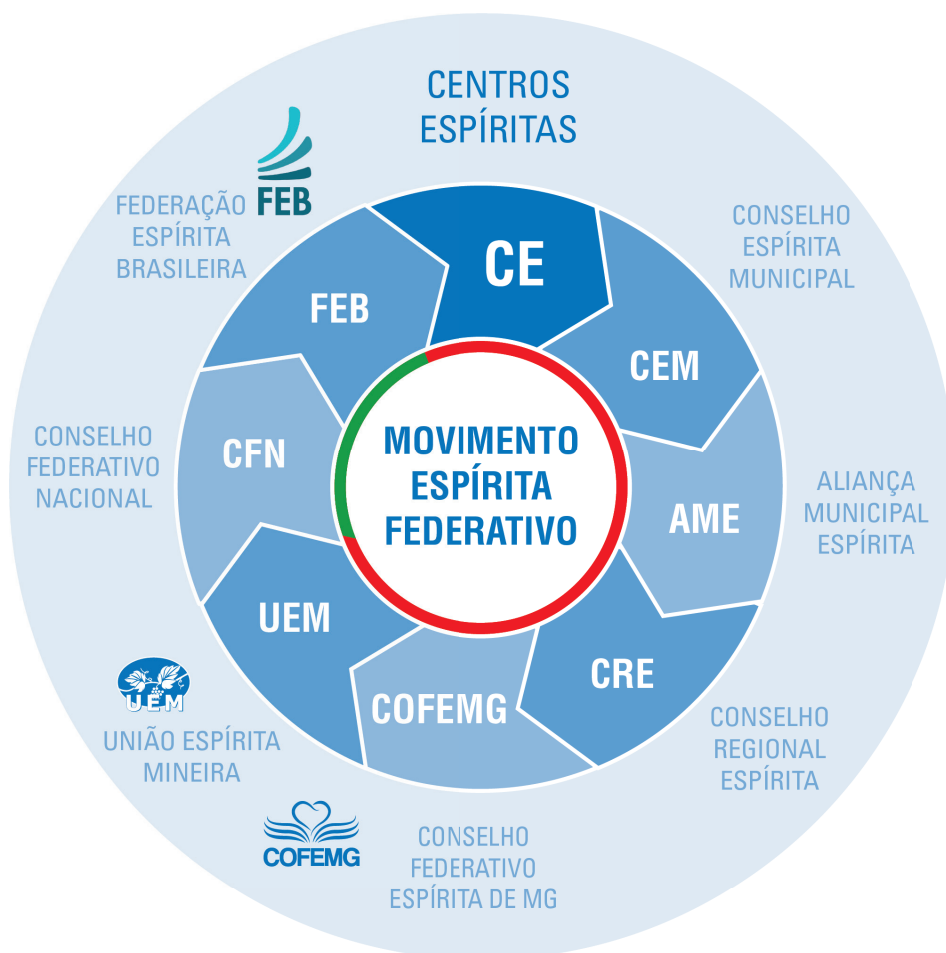 CENTROS
ESPÍRITAS
CE
CONSELHO
ESPÍRITA
MUNICIPAL
CEM
ALIANÇA
MUNICIPAL
ESPÍRITA
AME
CONSELHO
REGIONAL
ESPÍRITA
CRE
CONSELHO
FEDERATIVO
ESPÍRITA DE MG
COFEMG
COFEMG
UEM
UNIÃO ESPÍRITA
MINEIRA
UEM
CONSELHO
FEDERATIVO
NACIONAL
CFN
FEB
FEDERAÇÃO
ESPÍRITA
BRASILEIRA
FEB
MOVIMENTO
ESPÍRITA
FEDERATIVO